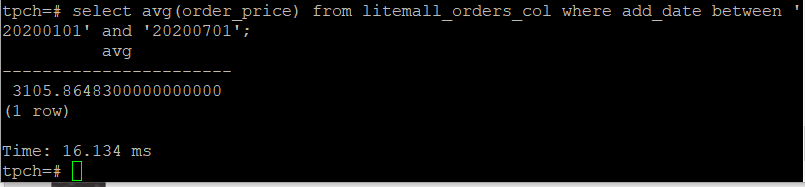 tpch=# select avg(order_price) from litemall_orders_col where add_date between '
20200101' and '20200701';
avg
-----------------------
3105.8648300000000000
(1 row)
Time: 16.134 ms
tpch=#